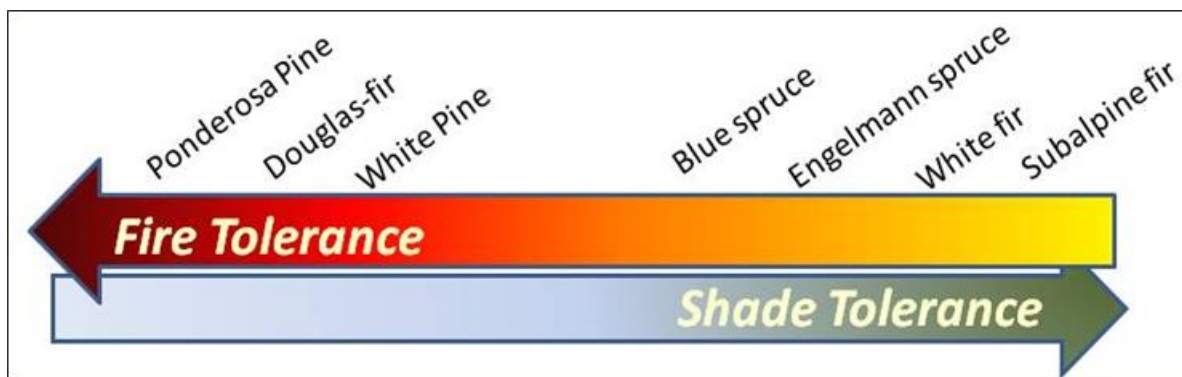 Ponderosa Pine
Douglas-fir
White Pine
Blue spruce
Engelmann spruce
White fir
Subalpine fir
Fire Tolerance
Shade Tolerance